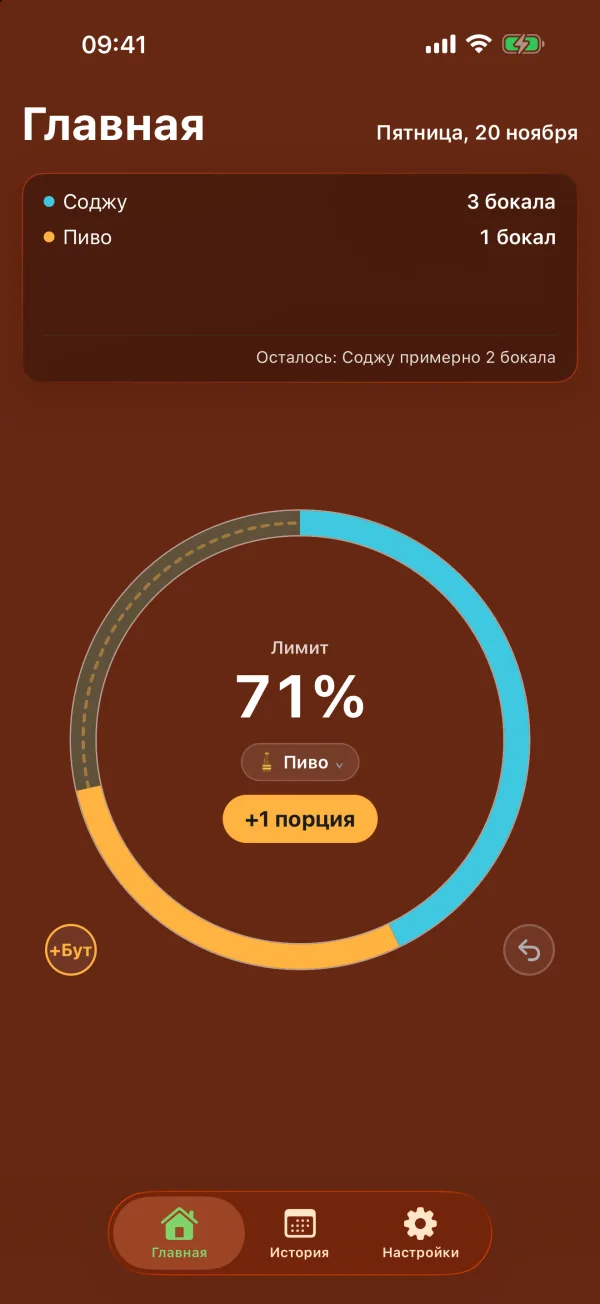 09:41
Главная
Пятница, 20 ноября
Соджу 3 бокала
Пиво 1 бокал
Осталось: Соджу примерно 2 бокала
Лимит
71%
Пиво
+1 порция
+Бут
Главная История Настройки